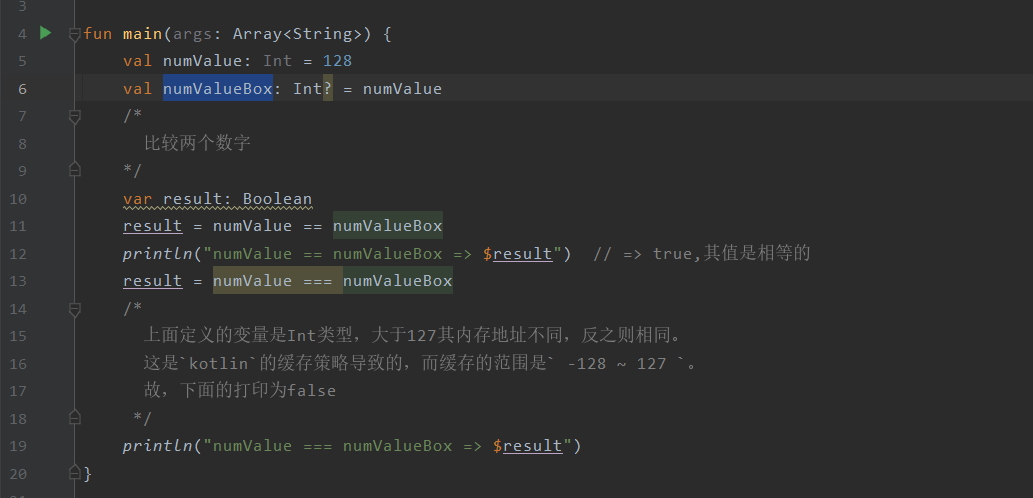 3
4 fun main(args: Array<String>) {
5 val numValue: Int = 128
6 val numValueBox: Int? = numValue
7 /*
8 比较两个数字
9 */
10 var result: Boolean
11 result = numValue == numValueBox
12 println("numValue == numValueBox => $result") // => true,其值是相等的
13 result = numValue === numValueBox
14 /*
15 上面定义的变量是Int类型，大于127其内存地址不同，反之则相同。
16 这是`kotlin`的缓存策略导致的，而缓存的范围是` -128 ~ 127 `。
17 故，下面的打印为false
18 */
19 println("numValue === numValueBox => $result")
20 }